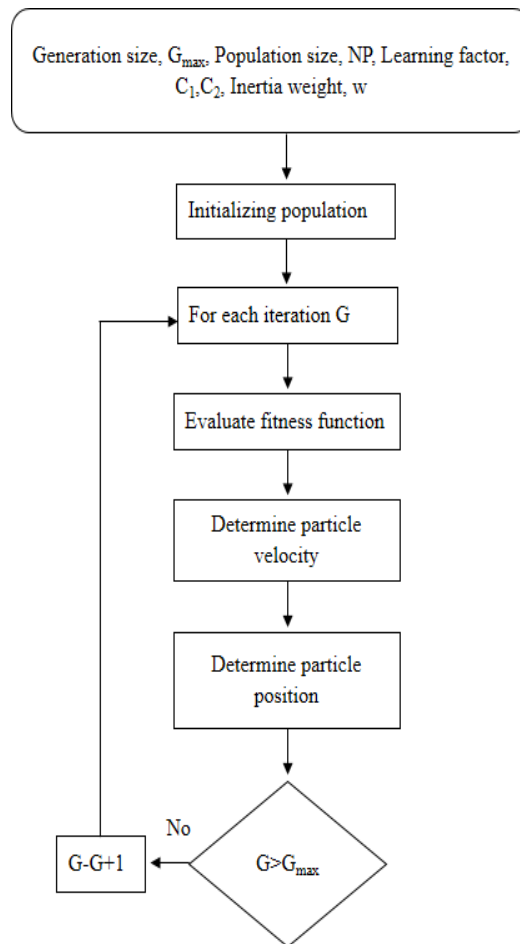 Generation size, Gmax, Population size, NP, Learning factor,
C1,C2, Inertia weight, w
Initializing population
For each iteration G
Evaluate fitness function
Determine particle
velocity
Determine particle
position
No
G-G+1
G>Gmax